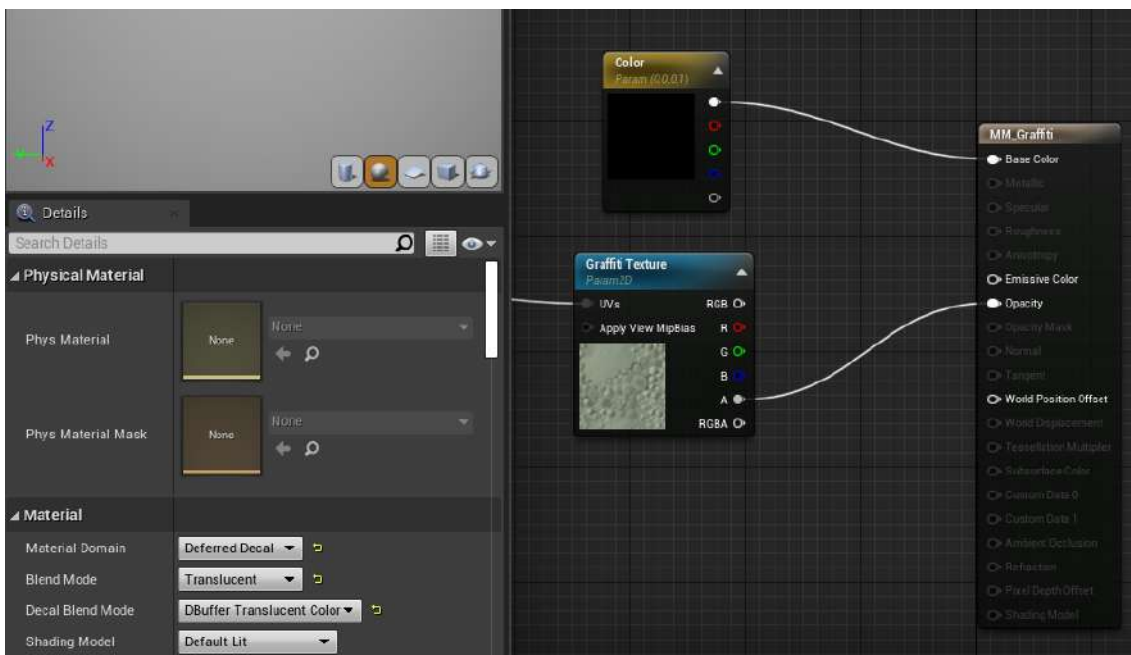 Z
X
Details
Search Details
Physical Material
Phys Material
None
None
Phys Material Mask
None
None
Material
Material Domain
Deferred Decal
Blend Mode
Translucent
Decal Blend Mode
DBuffer Translucent Color
Shading Model
Default Lit
Color
Param (0,0,0,1)
Graffiti Texture
Param2D
UVs
RGB
Apply View MipBias
R
G
B
A
RGBA
MM_Graffiti
Base Color
Metallic
Specular
Roughness
Anisotropy
Emissive Color
Opacity
Opacity Mask
Normal
Tangent
World Position Offset
World Displacement
Tessellation Multiplier
Subsurface Color
Custom Data 0
Custom Data 1
Ambient Occlusion
Refraction
Pixel Depth Offset
Shading Model